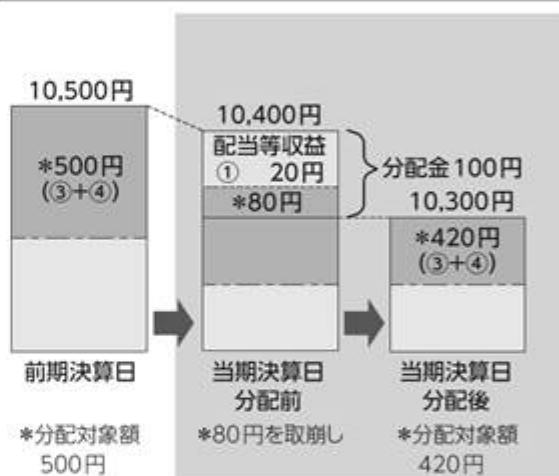 10,500円
*500円
(③+④)
前期決算日
*分配対象額
500円
10,400円
配当等収益
① 20円
*80円
分配金100円
当期決算日
分配前
*80円を取崩し
10,300円
*420円
(③+④)
当期決算日
分配後
*分配対象額
420円